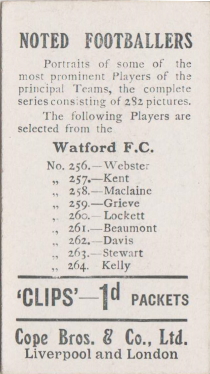 NOTED FOOTBALLERS
Portraits of some of the
most prominent Players of the
principal Teams, the complete
series consisting of 282 pictures.
The following Players are
selected from the
Watford F.C.
No. 256.—Webster
„ 257.—Kent
„ 258.—Maclaine
„ 259.—Grieve
„ 260.—Lockett
„ 261.—Beaumont
„ 262.—Davis
„ 263.—Stewart
„ 264. Kelly
'CLIPS'—1d PACKETS
Cope Bros. & Co., Ltd.
Liverpool and London